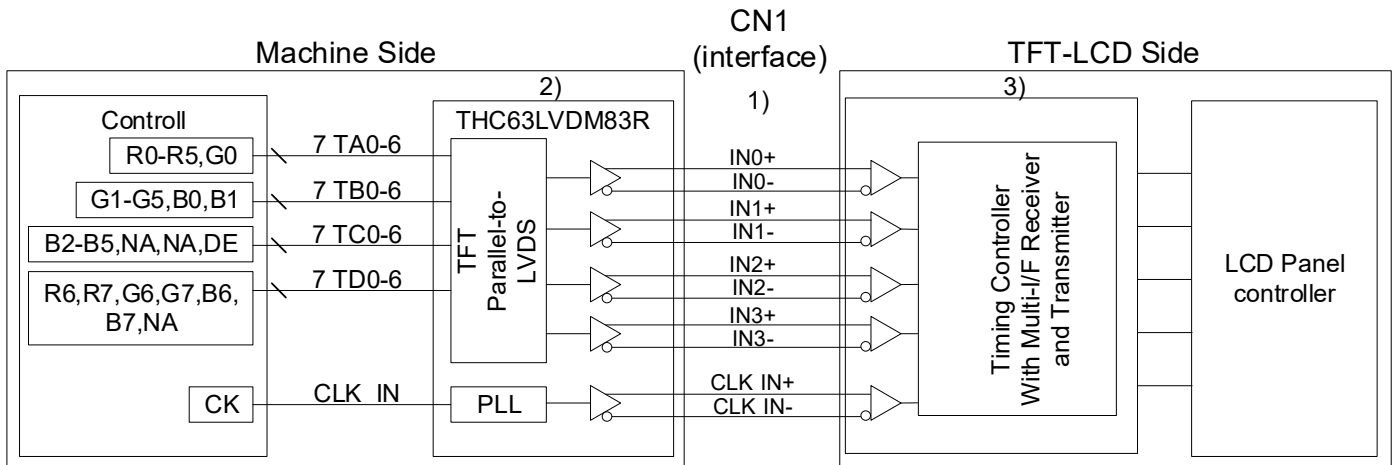 CN1
(interface)
Machine Side
TFT-LCD Side
1)
2)
3)
Controll
THC63LVDM83R
R0-R5,G0
7 TA0-6
G1-G5,B0,B1
7 TB0-6
B2-B5,NA,NA,DE
7 TC0-6
R6,R7,G6,G7,B6,
B7,NA
7 TD0-6
CK
CLK IN
TFT
Parallel-to-
LVDS
PLL
IN0+
IN0-
IN1+
IN1-
IN2+
IN2-
IN3+
IN3-
CLK IN+
CLK IN-
Timing Controller
With Multi-I/F Receiver
and Transmitter
LCD Panel
controller